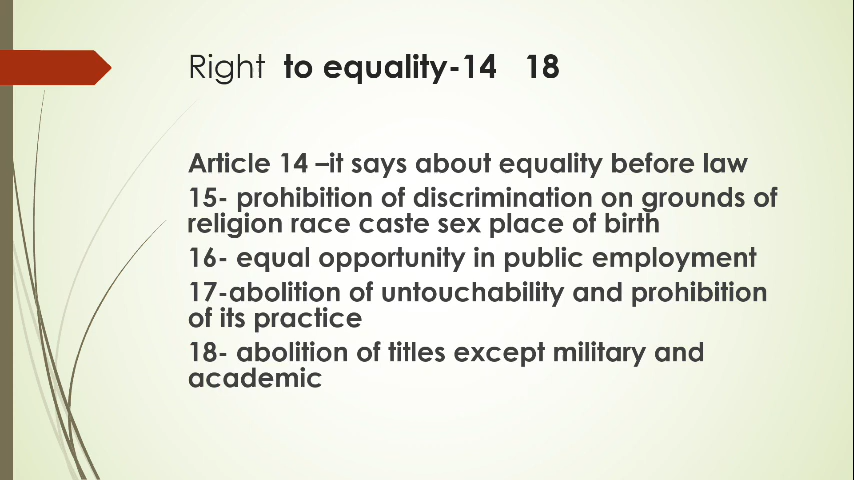 Right to equality-14 18
Article 14 –it says about equality before law
15- prohibition of discrimination on grounds of
religion race caste sex place of birth
16- equal opportunity in public employment
17-abolition of untouchability and prohibition
of its practice
18- abolition of titles except military and
academic